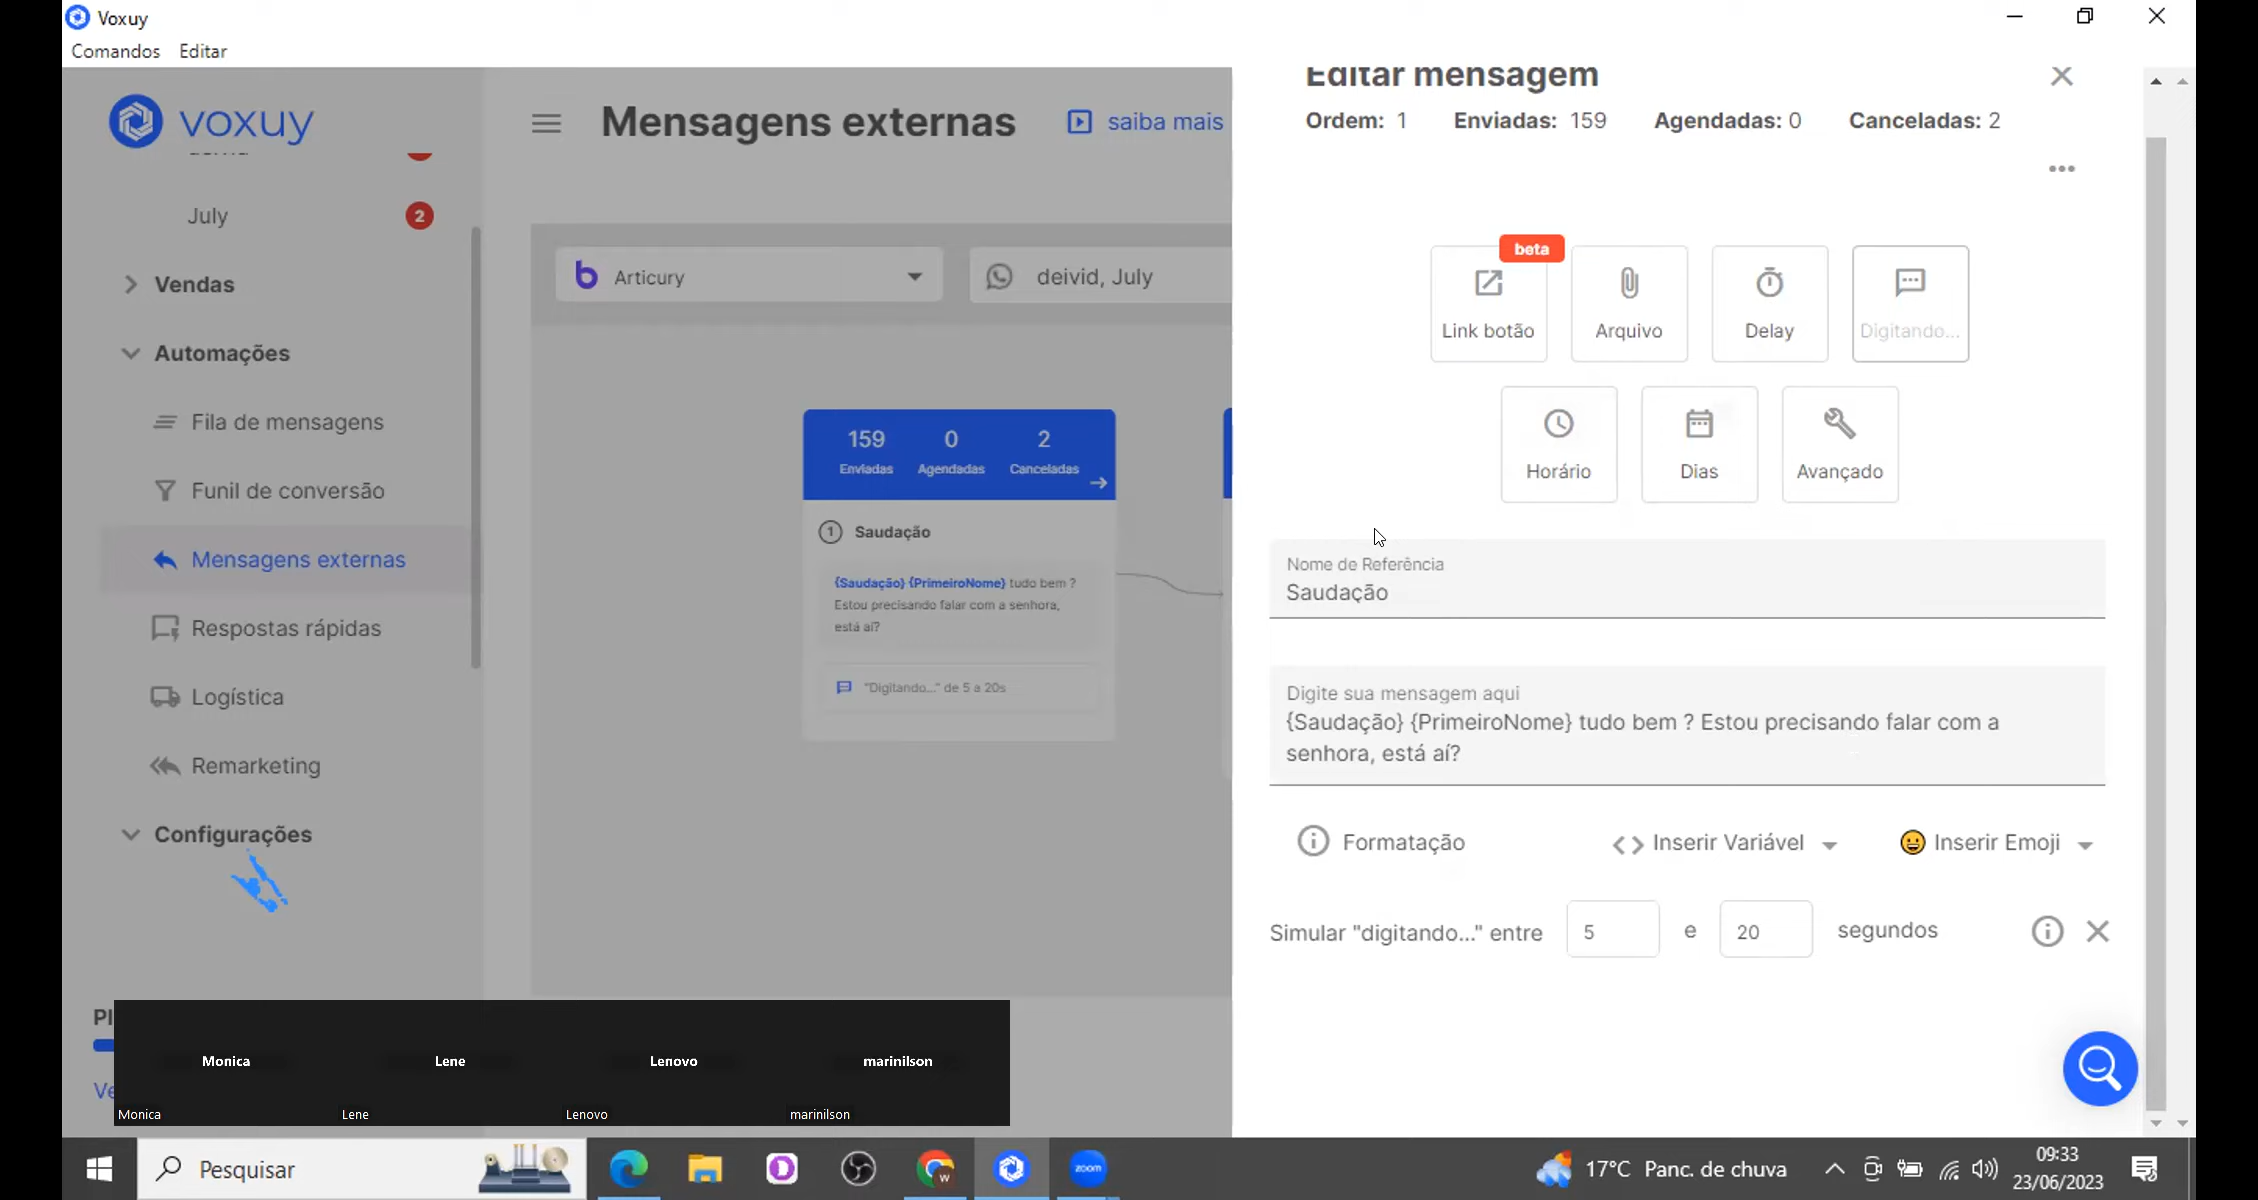 Voxuy
Comandos Editar
voxuy
July 2
Vendas
Automações
Fila de mensagens
Funil de conversão
Mensagens externas
Respostas rápidas
Logística
Remarketing
Configurações
Mensagens externas
saiba mais
Articury
deivid, July
159 0 2
Enviadas Agendadas Canceladas
1 Saudação
{Saudação} {PrimeiroNome} tudo bem ?
Estou precisando falar com a senhora,
está aí?
"Digitando..." de 5 a 20s
Editar mensagem
Ordem: 1 Enviadas: 159 Agendadas: 0 Canceladas: 2
beta
Link botão Arquivo Delay Digitando...
Horário Dias Avançado
Nome de Referência
Saudação
Digite sua mensagem aqui
{Saudação} {PrimeiroNome} tudo bem ? Estou precisando falar com a
senhora, está aí?
Formatação Inserir Variável Inserir Emoji
Simular "digitando..." entre 5 e 20 segundos
Monica Lene Lenovo marinilson
Monica Lene Lenovo marinilson
Pesquisar
zoom
W
17°C Panc. de chuva
09:33
23/06/2023